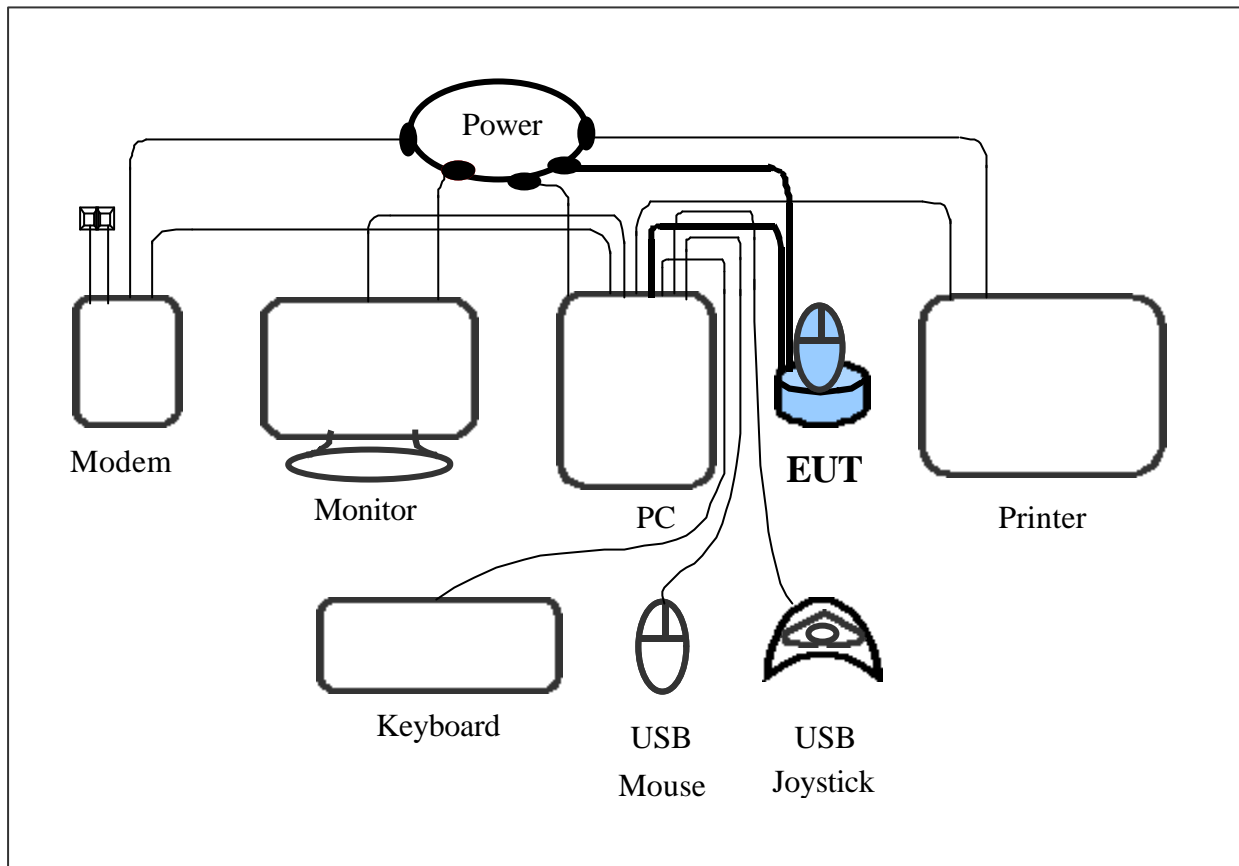 Power
Modem
Monitor
PC
EUT
Printer
Keyboard
USB
Mouse
USB
Joystick